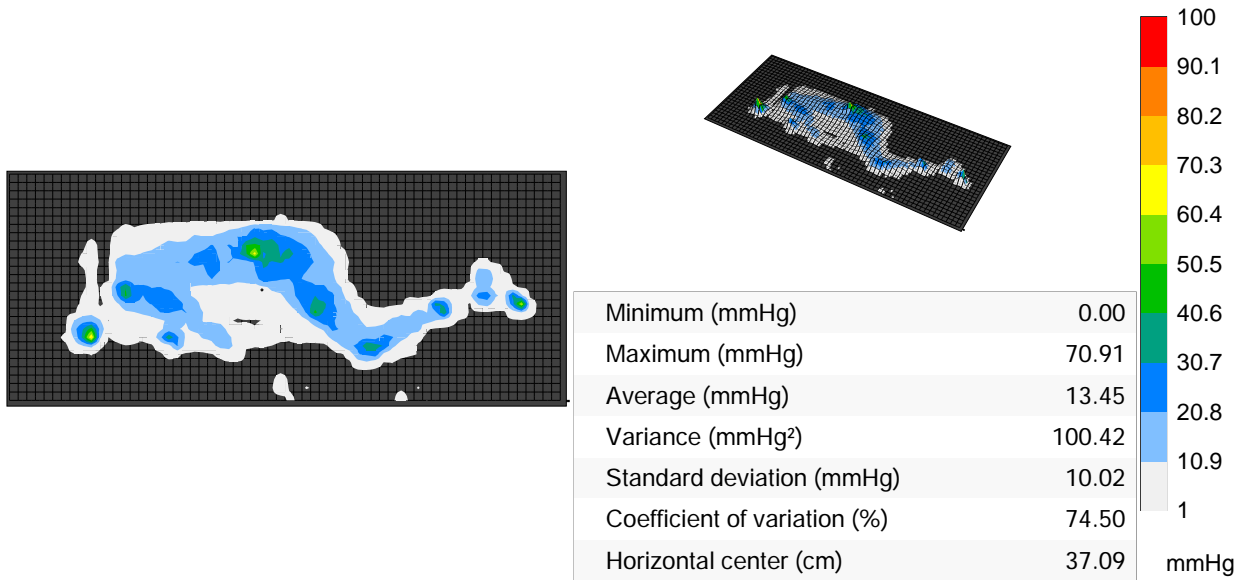 100
90.1
80.2
70.3
60.4
50.5
40.6
30.7
20.8
10.9
1
mmHg
Minimum (mmHg) 0.00
Maximum (mmHg) 70.91
Average (mmHg) 13.45
Variance (mmHg²) 100.42
Standard deviation (mmHg) 10.02
Coefficient of variation (%) 74.50
Horizontal center (cm) 37.09